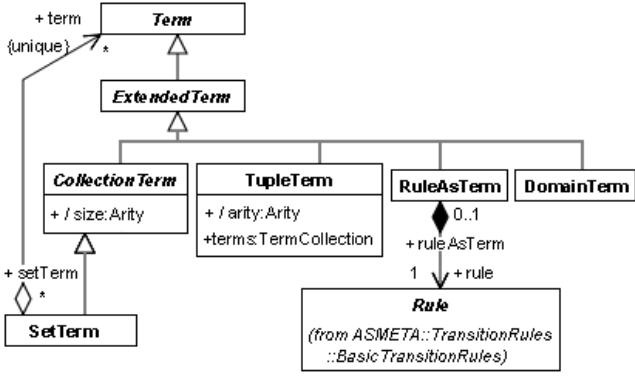 + term
Term
{unique}
*
ExtendedTerm
CollectionTerm
+ / size:Arity
TupleTerm
+ / arity:Arity
+terms:TermCollection
RuleAsTerm
DomainTerm
0..1
+ ruleAsTerm
+ setTerm
*
1
+ rule
SetTerm
Rule
(from ASMETA::TransitionRules
::BasicTransitionRules)